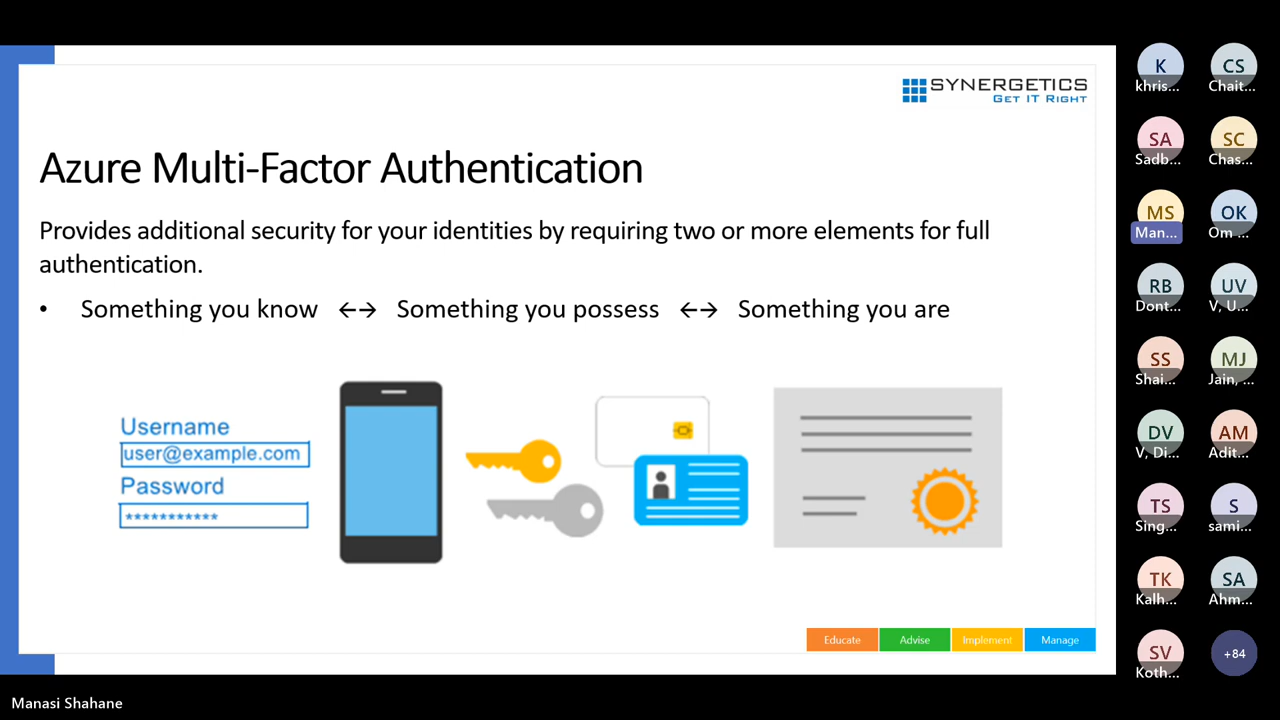 SYNERGETICS
GET IT RIGHT
Azure Multi-Factor Authentication
Provides additional security for your identities by requiring two or more elements for full
authentication.
• Something you know ↔ Something you possess ↔ Something you are
Username
user@example.com
Password
***********
Educate Advise Implement Manage
K CS
khris... Chait...
SA SC
Sadb... Chas...
MS OK
Man... Om ...
RB UV
Dont... V, U...
SS MJ
Shai... Jain, ...
DV AM
V, Di... Adit...
TS S
Sing... sami...
TK SA
Kalh... Ahm...
SV +84
Koth...
Manasi Shahane